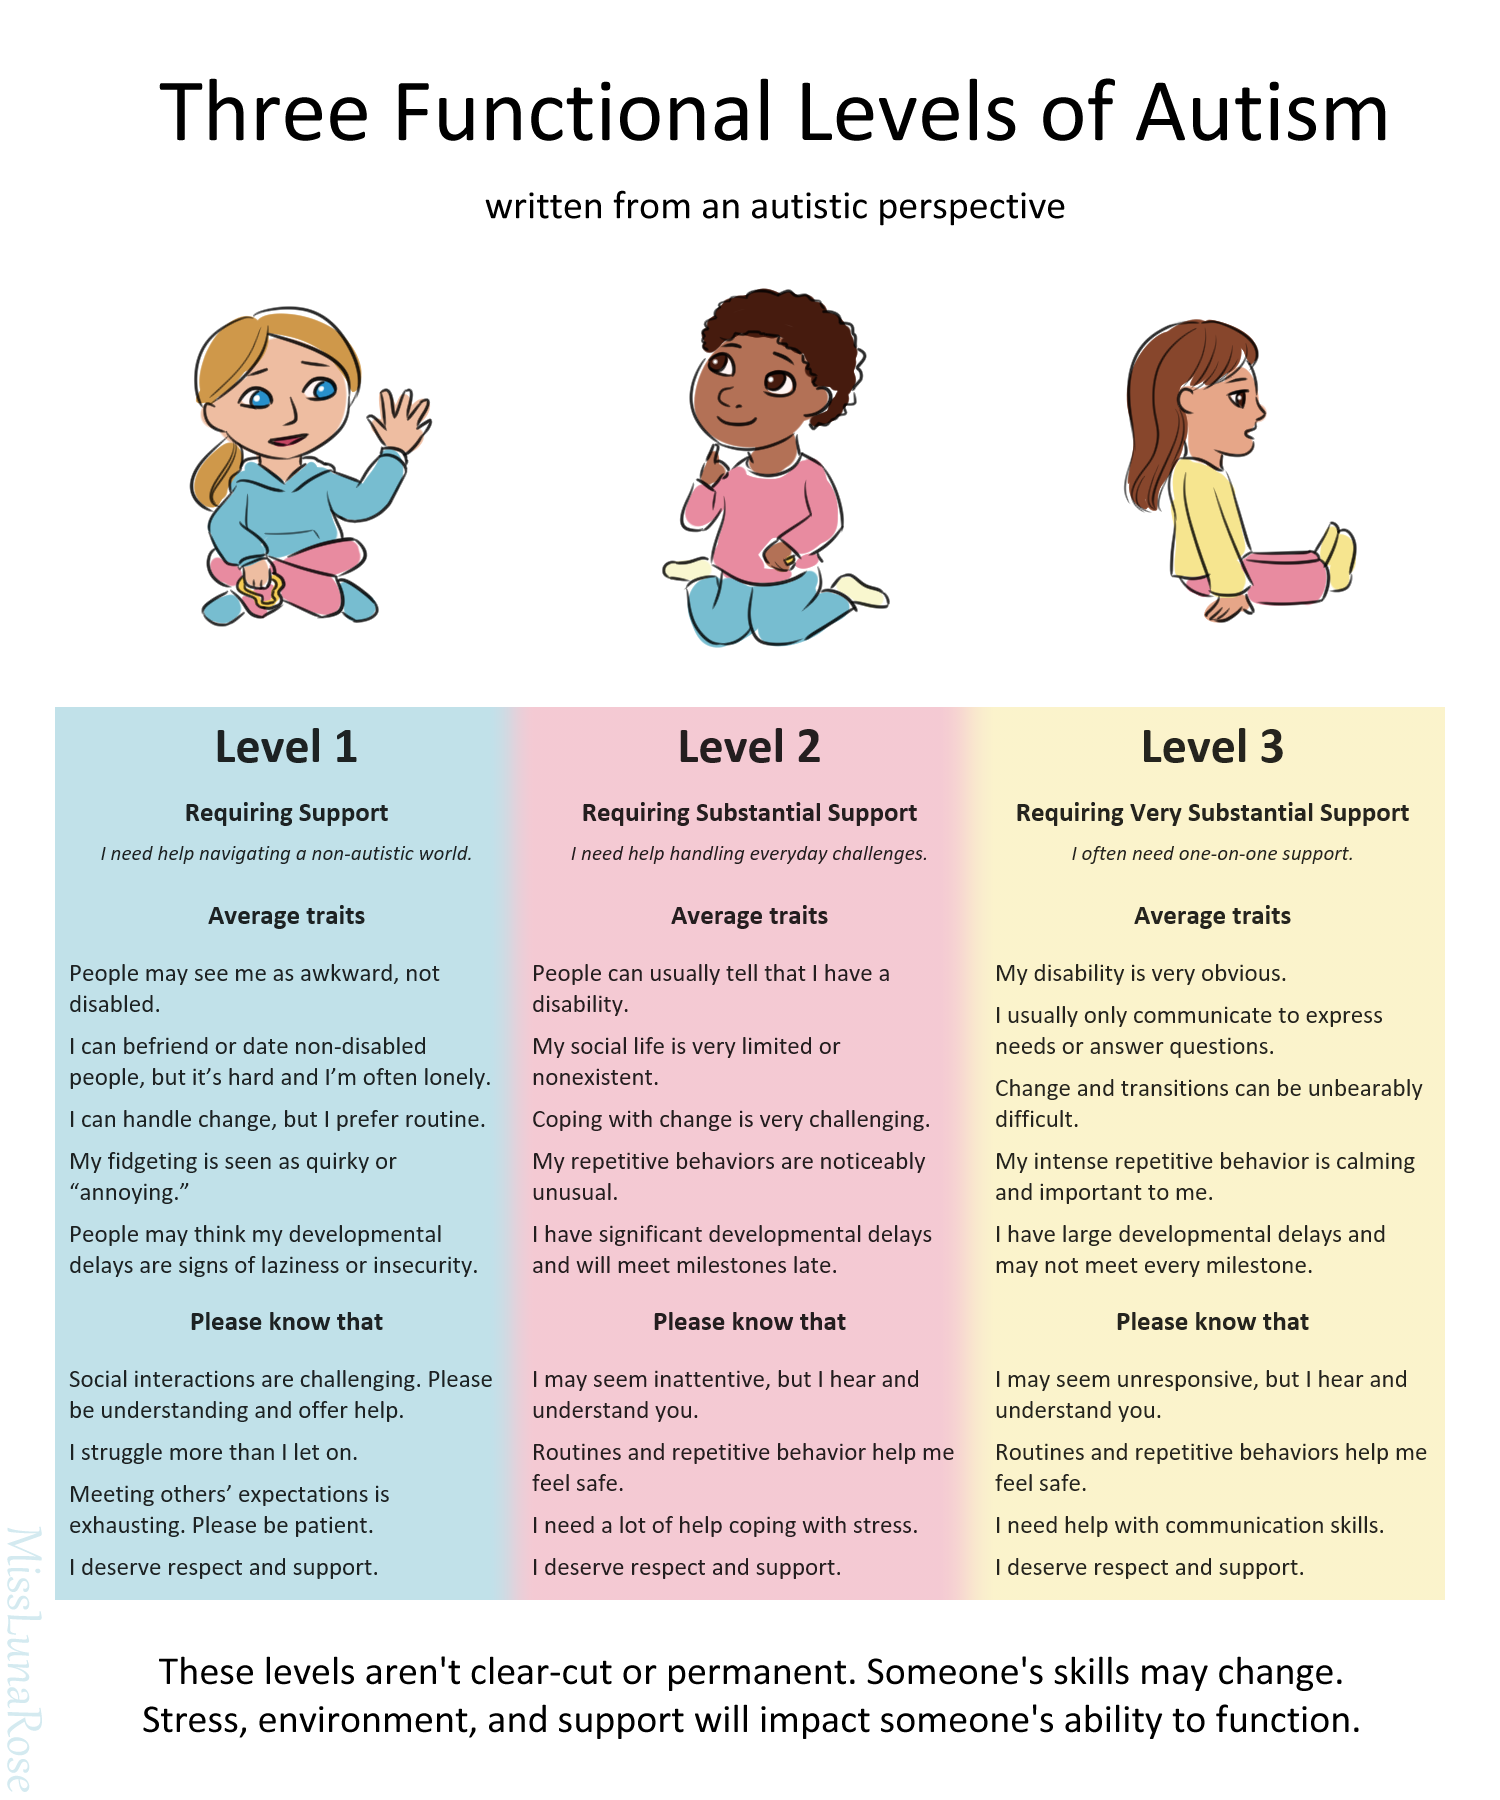 Three Functional Levels of Autism
written from an autistic perspective
Level 1
Requiring Support
I need help navigating a non-autistic world.
Average traits
People may see me as awkward, not
disabled.
I can befriend or date non-disabled
people, but it’s hard and I’m often lonely.
I can handle change, but I prefer routine.
My fidgeting is seen as quirky or
“annoying.”
People may think my developmental
delays are signs of laziness or insecurity.
Please know that
Social interactions are challenging. Please
be understanding and offer help.
I struggle more than I let on.
Meeting others’ expectations is
exhausting. Please be patient.
I deserve respect and support.
Level 2
Requiring Substantial Support
I need help handling everyday challenges.
Average traits
People can usually tell that I have a
disability.
My social life is very limited or
nonexistent.
Coping with change is very challenging.
My repetitive behaviors are noticeably
unusual.
I have significant developmental delays
and will meet milestones late.
Please know that
I may seem inattentive, but I hear and
understand you.
Routines and repetitive behavior help me
feel safe.
I need a lot of help coping with stress.
I deserve respect and support.
Level 3
Requiring Very Substantial Support
I often need one-on-one support.
Average traits
My disability is very obvious.
I usually only communicate to express
needs or answer questions.
Change and transitions can be unbearably
difficult.
My intense repetitive behavior is calming
and important to me.
I have large developmental delays and
may not meet every milestone.
Please know that
I may seem unresponsive, but I hear and
understand you.
Routines and repetitive behaviors help me
feel safe.
I need help with communication skills.
I deserve respect and support.
These levels aren't clear-cut or permanent. Someone's skills may change.
Stress, environment, and support will impact someone's ability to function.
MissLunaRose